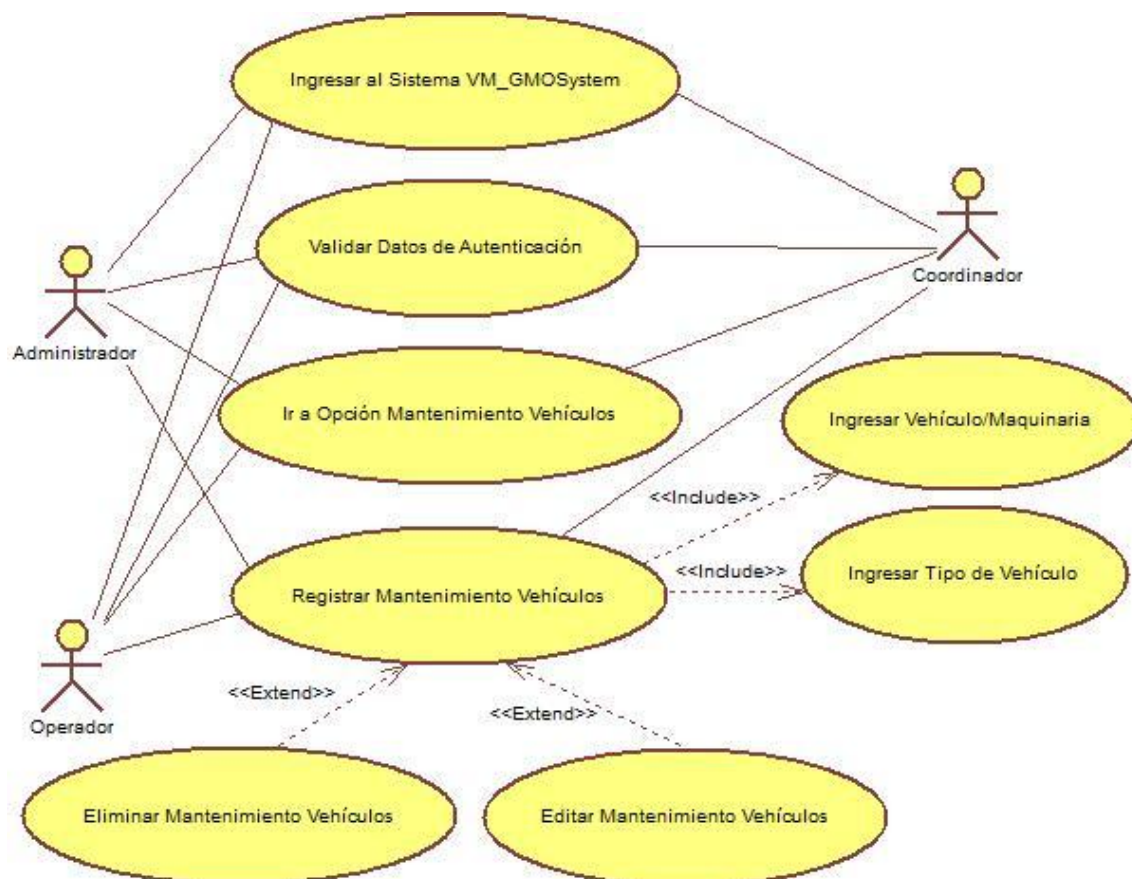 Ingresar al Sistema VM_GMOSystem
Validar Datos de Autenticación
Coordinador
Administrador
Ir a Opción Mantenimiento Vehículos
Ingresar Vehículo/Maquinaria
<<Include>>
<<Include>>
Ingresar Tipo de Vehículo
Registrar Mantenimiento Vehículos
<<Extend>>
<<Extend>>
Operador
Eliminar Mantenimiento Vehículos
Editar Mantenimiento Vehículos